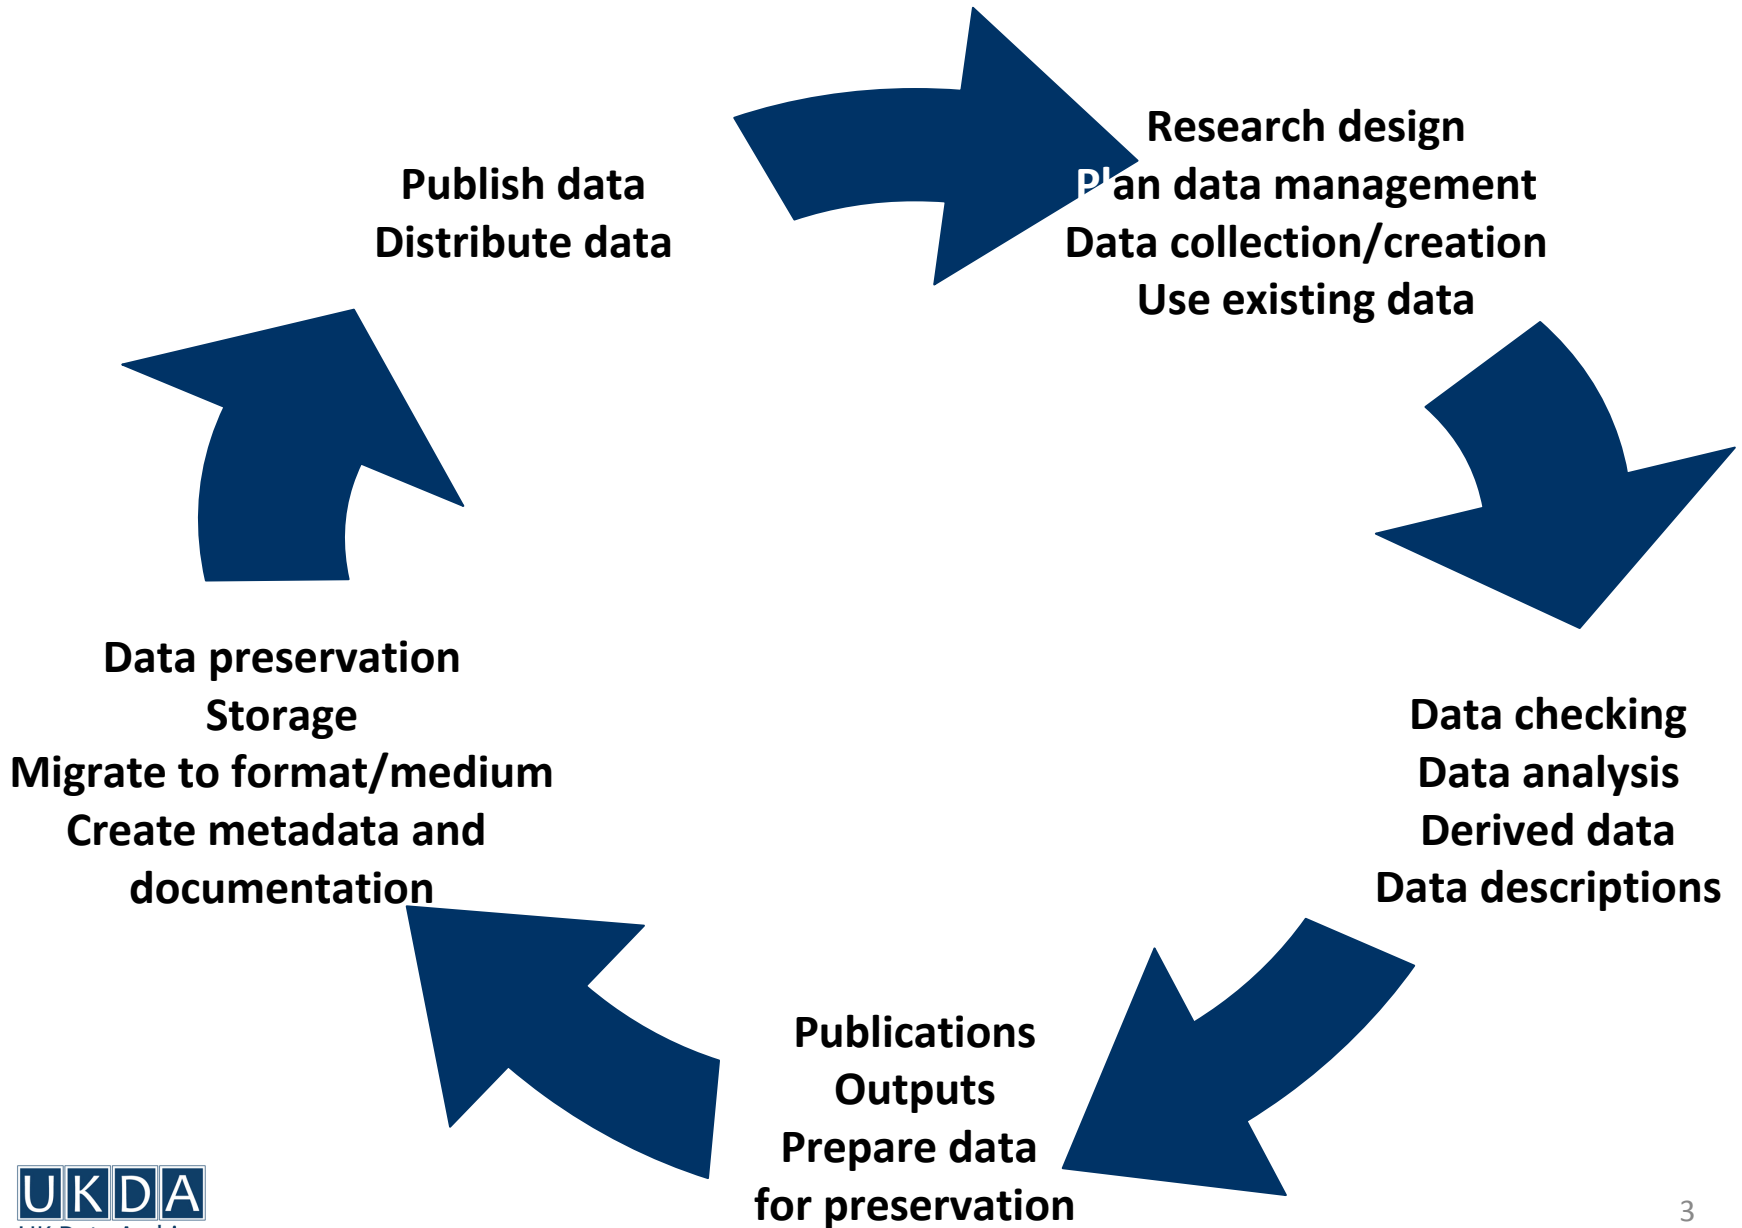 Publish data
Distribute data
Research design
Plan data management
Data collection/creation
Use existing data
Data checking
Data analysis
Derived data
Data descriptions
Publications
Outputs
Prepare data
for preservation
Data preservation
Storage
Migrate to format/medium
Create metadata and
documentation
UKDA
3